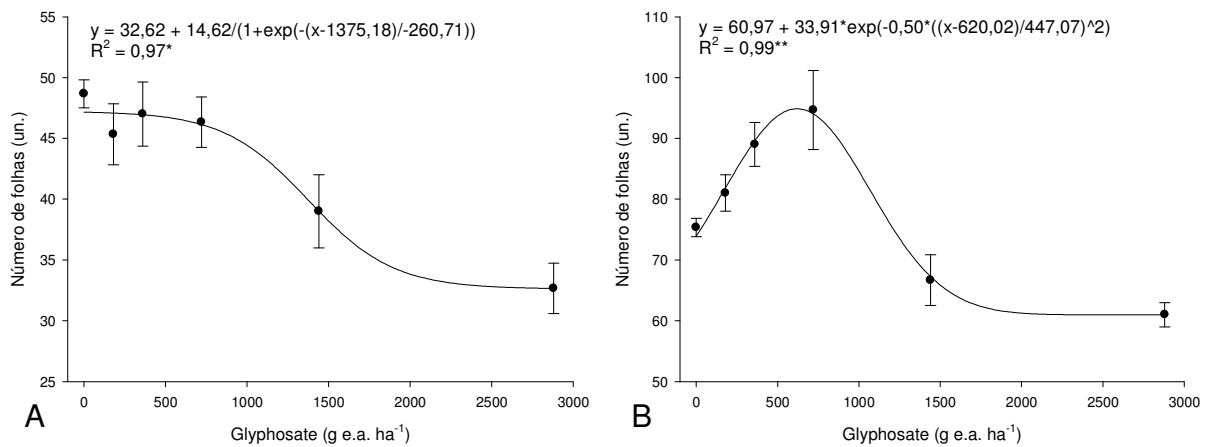 y = 32,62 + 14,62/(1+exp(-(x-1375,18)/-260,71))
R² = 0,97*
55
50
45
40
35
30
25
Número de folhas (un.)
0 500 1000 1500 2000 2500 3000
Glyphosate (g e.a. ha⁻¹)
A
y = 60,97 + 33,91*exp(-0,50*((x-620,02)/447,07)^2)
R² = 0,99**
110
100
90
80
70
60
50
Número de folhas (un.)
0 500 1000 1500 2000 2500 3000
Glyphosate (g e.a. ha⁻¹)
B